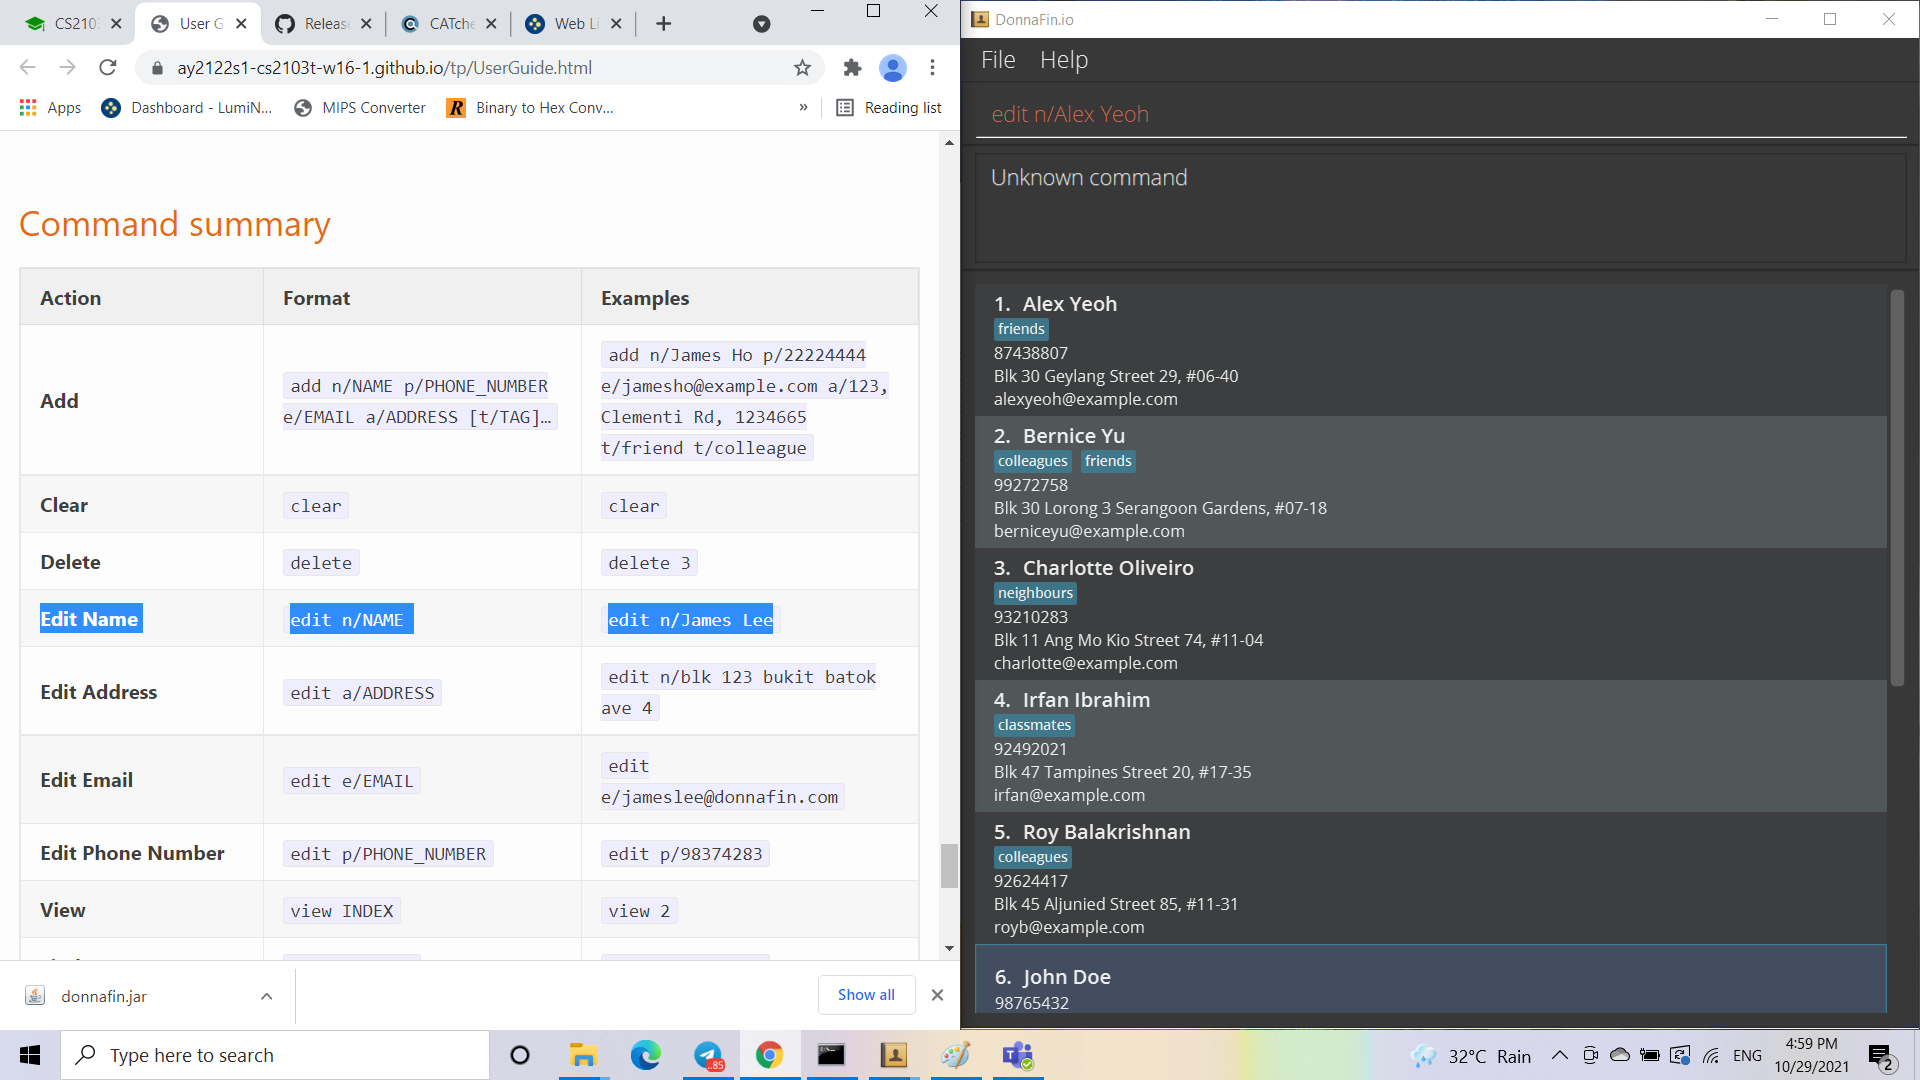 CS210
User G
Releas
CATche
Web Li
ay2122s1-cs2103t-w16-1.github.io/tp/UserGuide.html
Apps
Dashboard - LumiN...
MIPS Converter
Binary to Hex Conv...
»
Reading list
Command summary
Action Format Examples
Add
add n/NAME p/PHONE_NUMBER
e/EMAIL a/ADDRESS [t/TAG]…
add n/James Ho p/22224444
e/jamesho@example.com a/123,
Clementi Rd, 1234665
t/friend t/colleague
Clear clear clear
Delete delete delete 3
Edit Name edit n/NAME edit n/James Lee
Edit Address edit a/ADDRESS
edit n/blk 123 bukit batok
ave 4
Edit Email edit e/EMAIL
edit
e/jameslee@donnafin.com
Edit Phone Number edit p/PHONE_NUMBER edit p/98374283
View view INDEX view 2
donnafin.jar
Show all
DonnaFin.io
File Help
edit n/Alex Yeoh
Unknown command
1. Alex Yeoh
friends
87438807
Blk 30 Geylang Street 29, #06-40
alexyeoh@example.com
2. Bernice Yu
colleagues friends
99272758
Blk 30 Lorong 3 Serangoon Gardens, #07-18
berniceyu@example.com
3. Charlotte Oliveiro
neighbours
93210283
Blk 11 Ang Mo Kio Street 74, #11-04
charlotte@example.com
4. Irfan Ibrahim
classmates
92492021
Blk 47 Tampines Street 20, #17-35
irfan@example.com
5. Roy Balakrishnan
colleagues
92624417
Blk 45 Aljunied Street 85, #11-31
royb@example.com
6. John Doe
98765432
Type here to search
..85
32°C Rain
ENG
4:59 PM
10/29/2021
2